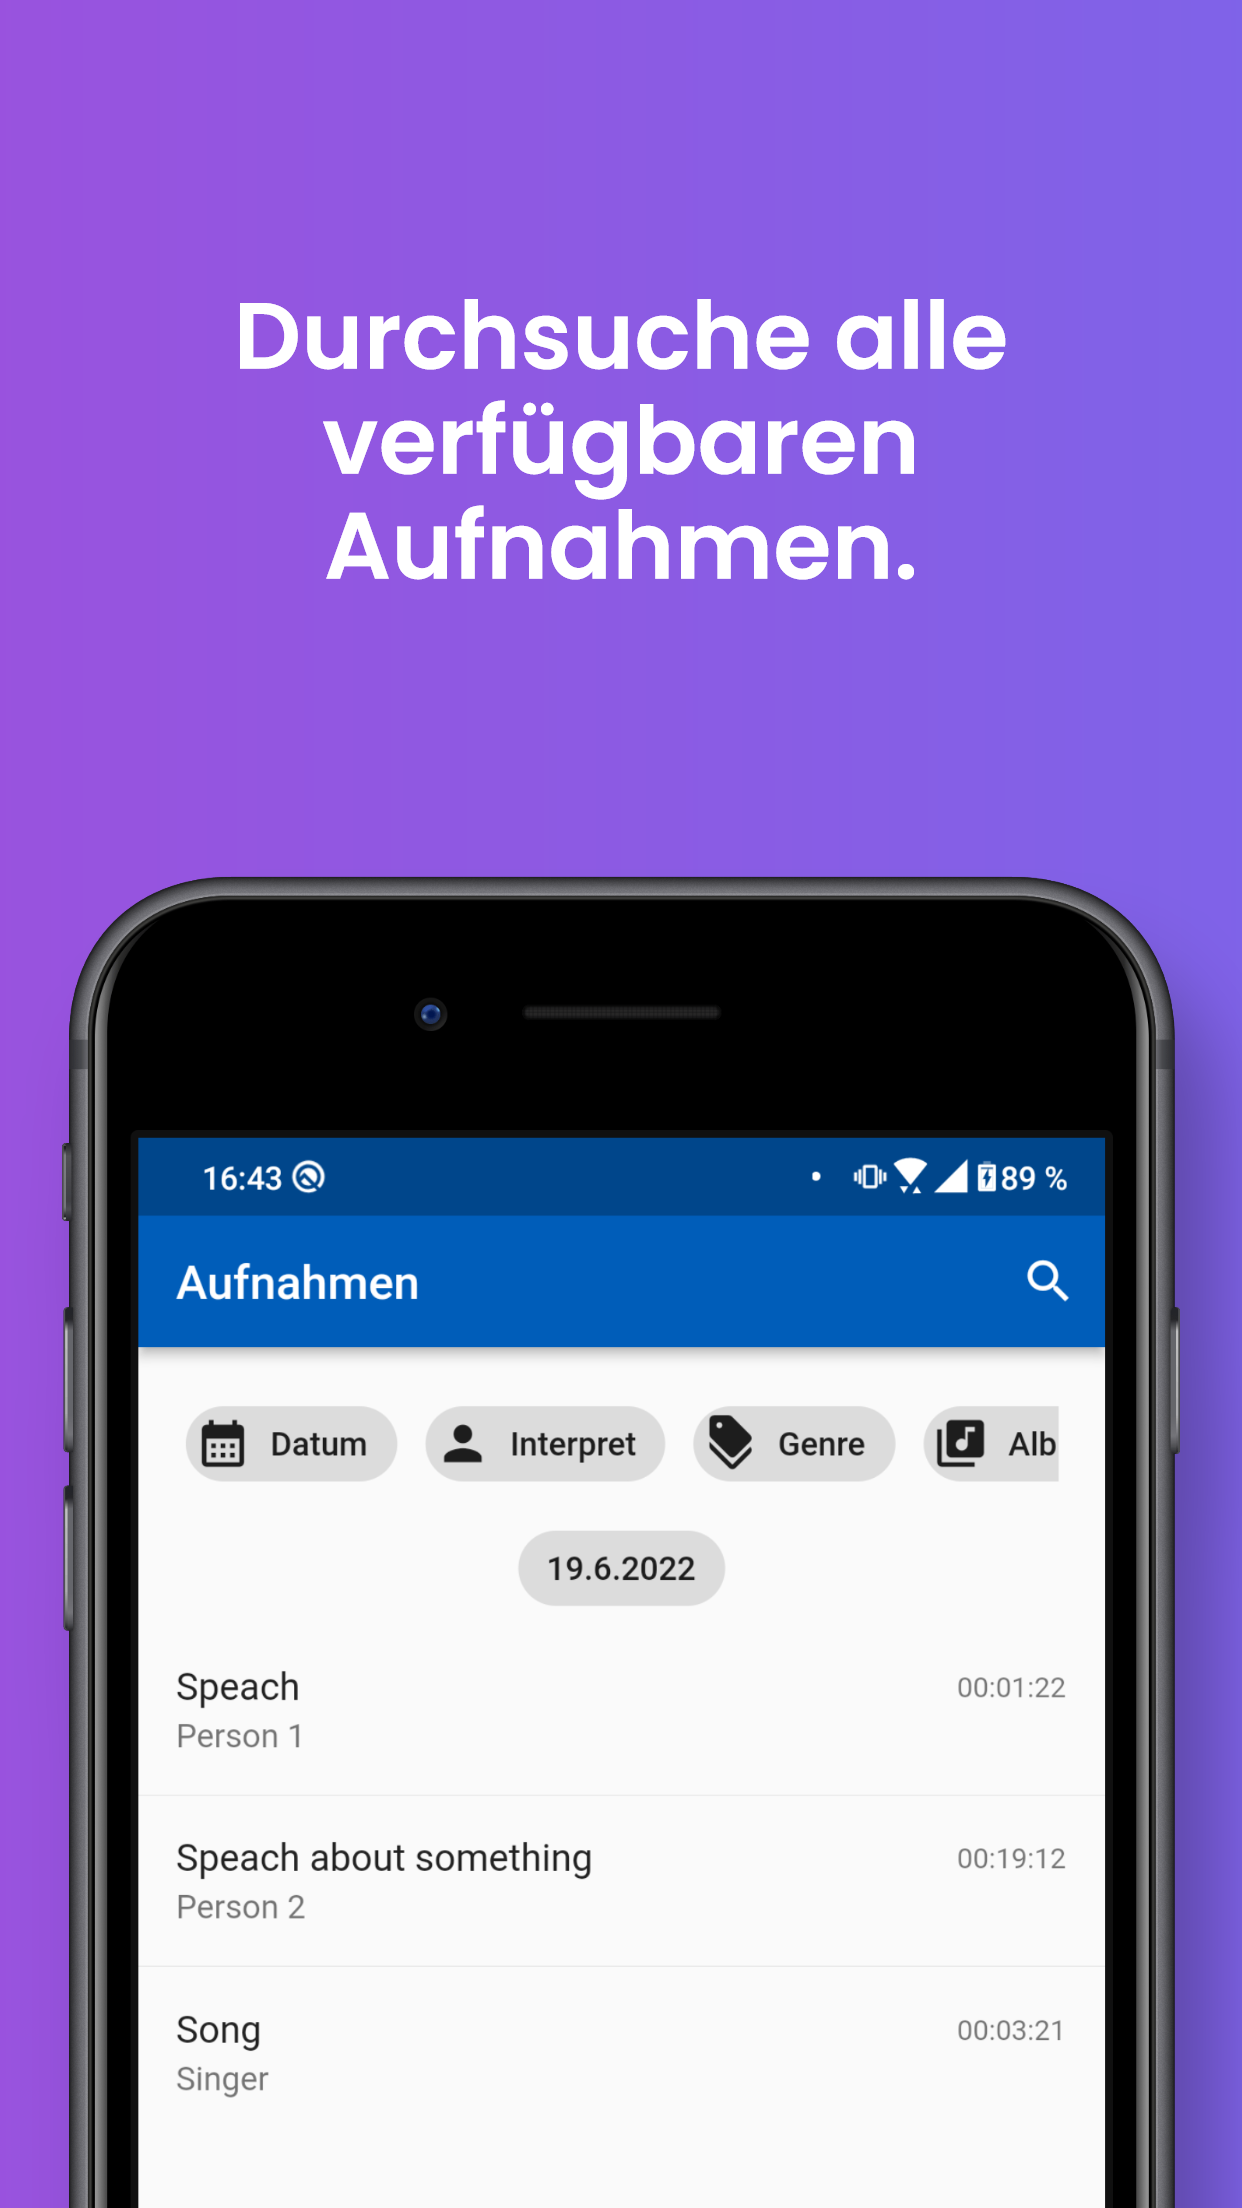 Durchsuche alle
verfügbaren
Aufnahmen.
16:43 89 %
Aufnahmen
Datum Interpret Genre Alb
19.6.2022
Speach 00:01:22
Person 1
Speach about something 00:19:12
Person 2
Song 00:03:21
Singer